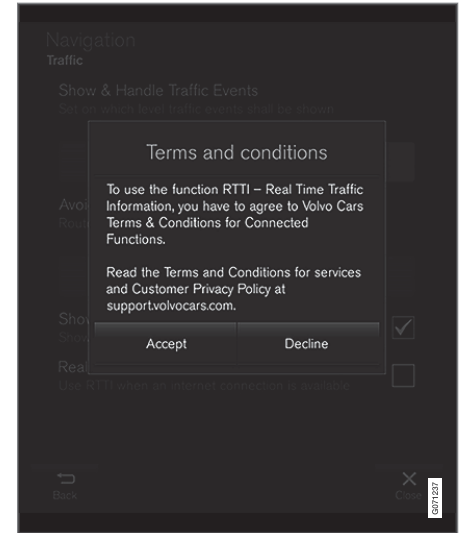 Navigation
Traffic
Show & Handle Traffic Events
Set on which level traffic events shall be shown
Terms and conditions
To use the function RTTI – Real Time Traffic
Information, you have to agree to Volvo Cars
Terms & Conditions for Connected
Functions.
Read the Terms and Conditions for services
and Customer Privacy Policy at
support.volvocars.com.
Accept
Decline
Real
Use RTTI when an internet connection is available
Back
Close
G071237